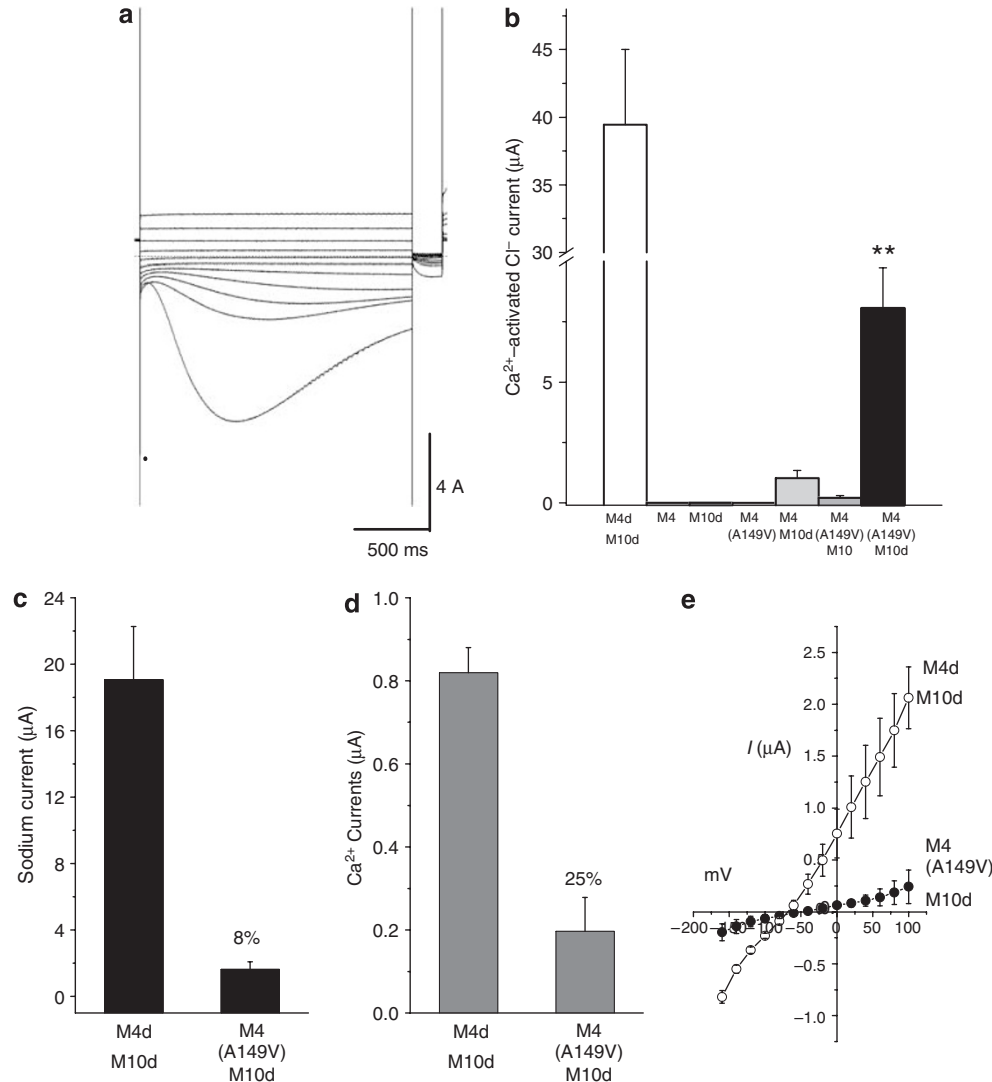 a
4 A
500 ms
b
Ca²⁺–activated Cl⁻ current (µA)
45
40
35
30
5
0
**
M4d
M10d
M4
M10d
M4
(A149V)
M4
M10d
M4
(A149V)
M10
M4
(A149V)
M10d
c
Sodium current (µA)
24
20
16
12
8
4
0
8%
M4d
M10d
M4
(A149V)
M10d
d
Ca²⁺ Currents (µA)
1.0
0.8
0.6
0.4
0.2
0.0
25%
M4d
M10d
M4
(A149V)
M10d
e
I (µA)
2.5
2.0
1.5
1.0
0.5
−0.5
−1.0
mV
−200 −150 −100 −50 0 50 100
M4d
M10d
M4
(A149V)
M10d